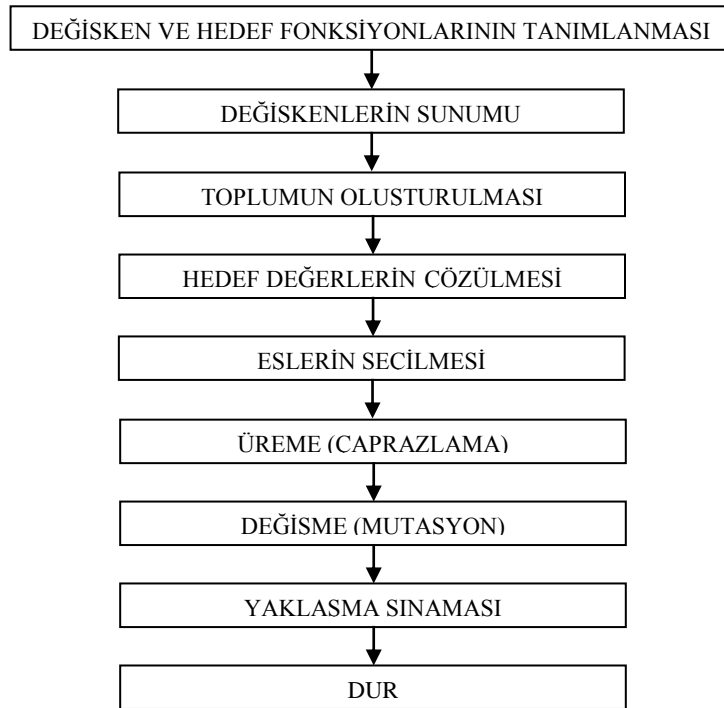 DEĞİSKEN VE HEDEF FONKSİYONLARININ TANIMLANMASI
DEĞİSKENLERİN SUNUMU
TOPLUMUN OLUSTURULMASI
HEDEF DEĞERLERİN CÖZÜLMESİ
ESLERİN SECİLMESİ
ÜREME (CAPRAZLAMA)
DEĞİSME (MUTASYON)
YAKLASMA SINAMASI
DUR